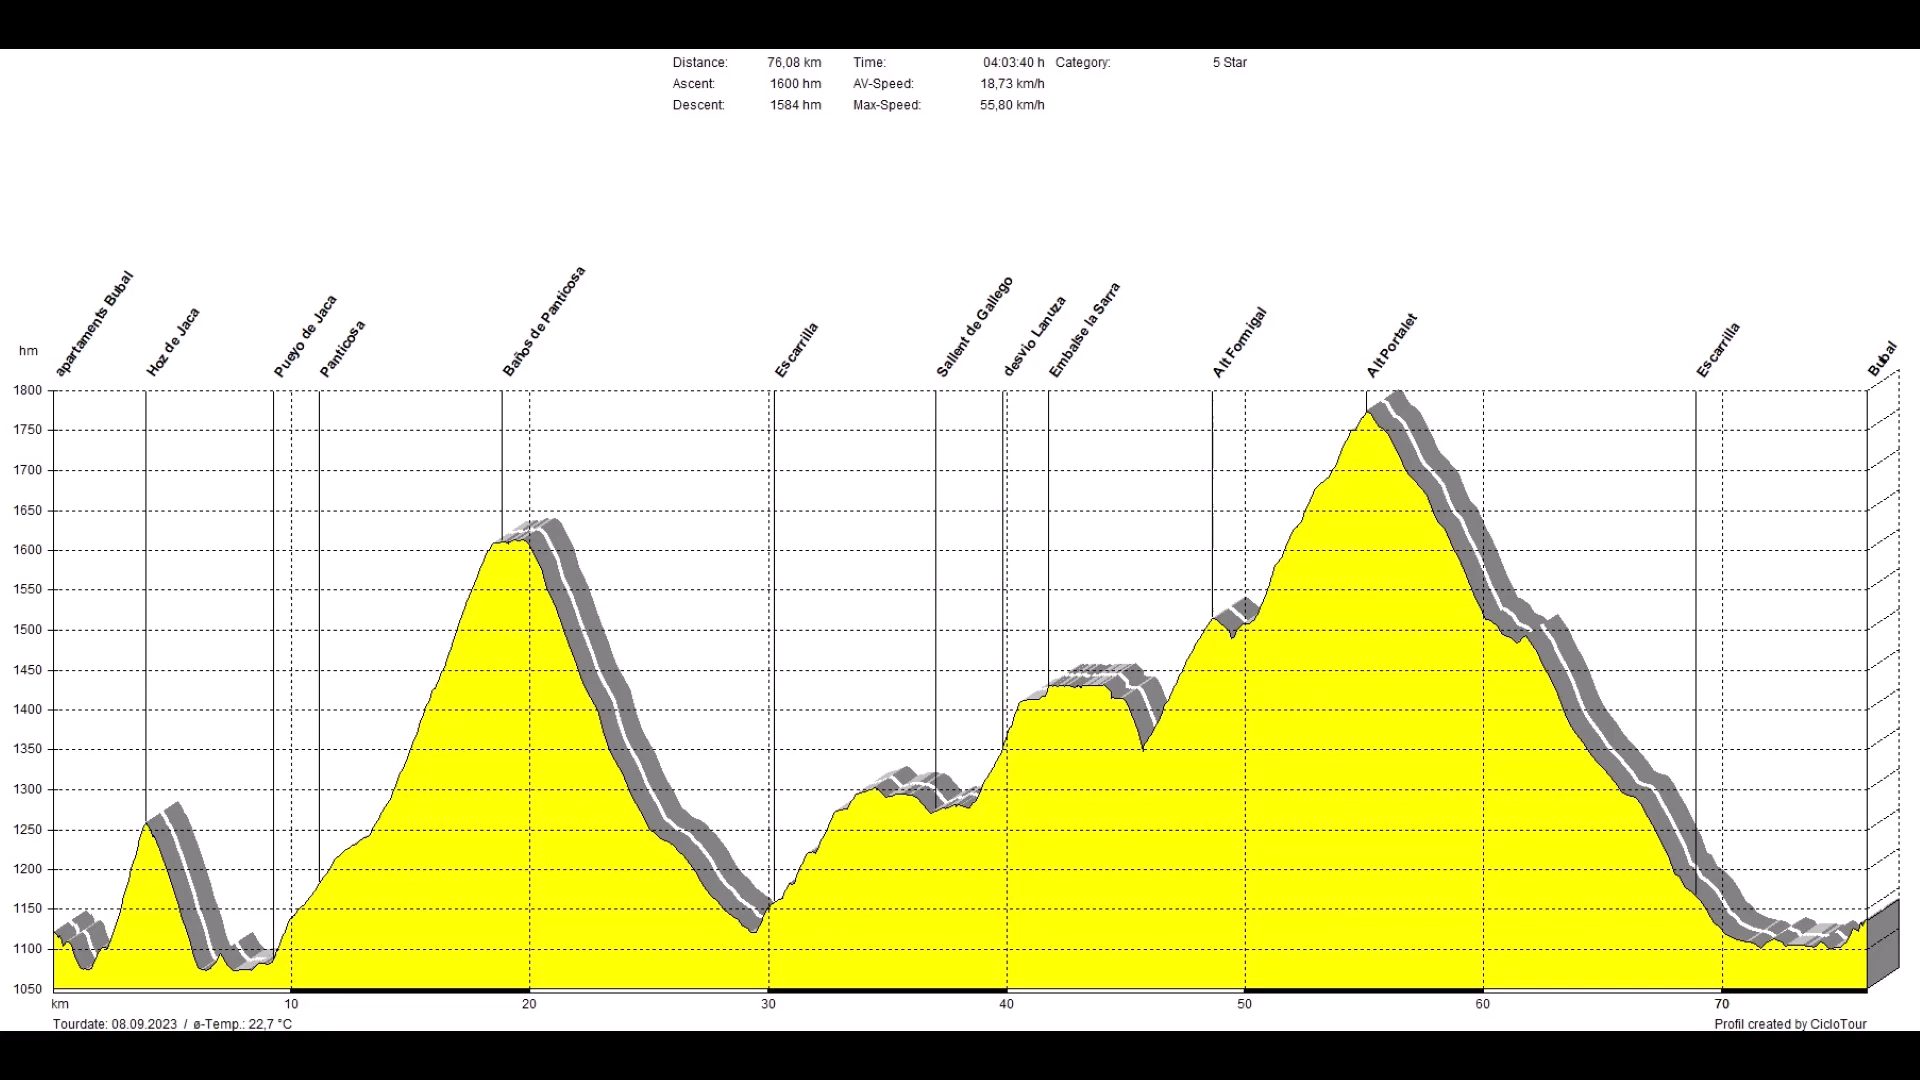 Distance: 76,08 km Time: 04:03:40 h Category: 5 Star
Ascent: 1600 hm AV-Speed: 18,73 km/h
Descent: 1584 hm Max-Speed: 55,80 km/h
apartaments Bubal
Hoz de Jaca
Pueyo de Jaca
Panticosa
Baños de Panticosa
Escarrilla
Sallent de Gallego
desvio Lanuza
Embalse la Sarra
Alt Formigal
Alt Portalet
Escarrilla
Bubal
hm
1800
1750
1700
1650
1600
1550
1500
1450
1400
1350
1300
1250
1200
1150
1100
1050
km 10 20 30 40 50 60 70
Tourdate: 08.09.2023 / ø-Temp.: 22,7 °C
Profil created by CicloTour